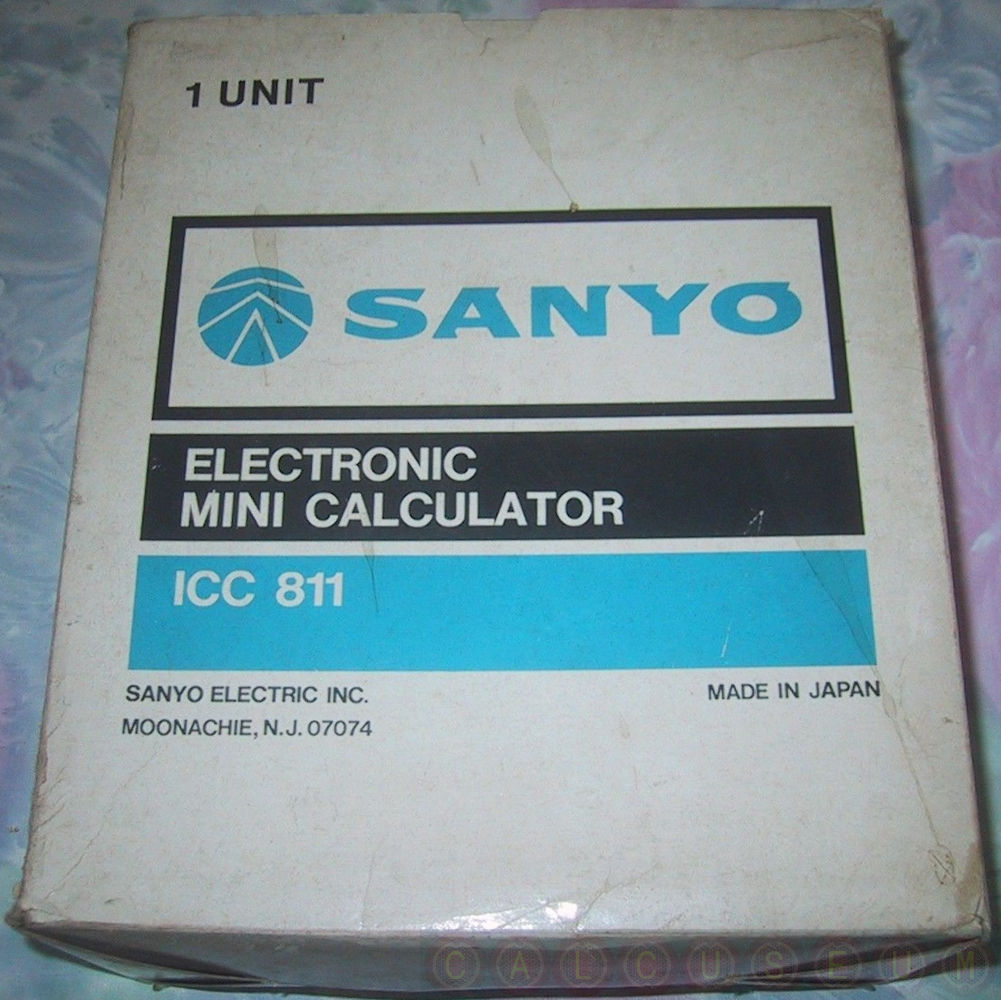 1 UNIT
SANYO
ELECTRONIC
MINI CALCULATOR
ICC 811
SANYO ELECTRIC INC.
MADE IN JAPAN
MOONACHIE, N.J. 07074
CALCUSEUM